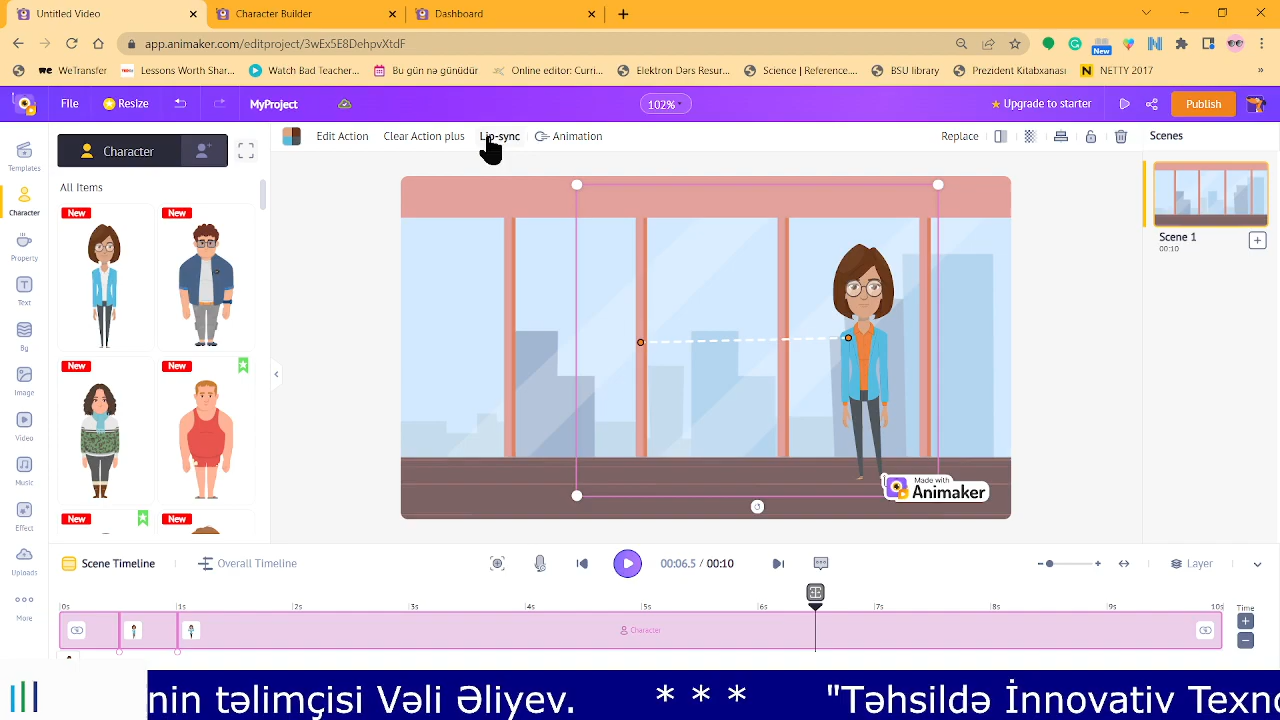 Untitled Video
Character Builder
Dashboard
app.animaker.com/editproject/3wEx5E8DehpvXtdF
New
we WeTransfer
Lessons Worth Shar...
Watch Bad Teacher...
Bu gün nə günüdür
Online editor: Curri...
Elektron Dərs Resur...
Science | Reference...
BSU library
Prezident Kitabxanası
NETTY 2017
»
File
Resize
MyProject
102%
Upgrade to starter
Publish
Edit Action
Clear Action plus
Lip-sync
Animation
Replace
Scenes
Templates
Character
Property
Text
Bg
Image
Video
Music
Effect
Uploads
More
Character
All Items
New
New
New
New
New
New
Made with
Animaker
Scene 1
00:10
Scene Timeline
Overall Timeline
00:06.5 / 00:10
Layer
0s 1s 2s 3s 4s 5s 6s 7s 8s 9s 10s
Time
Character
nin təlimçisi Vəli Əliyev. * * * "Təhsildə İnnovativ Texno